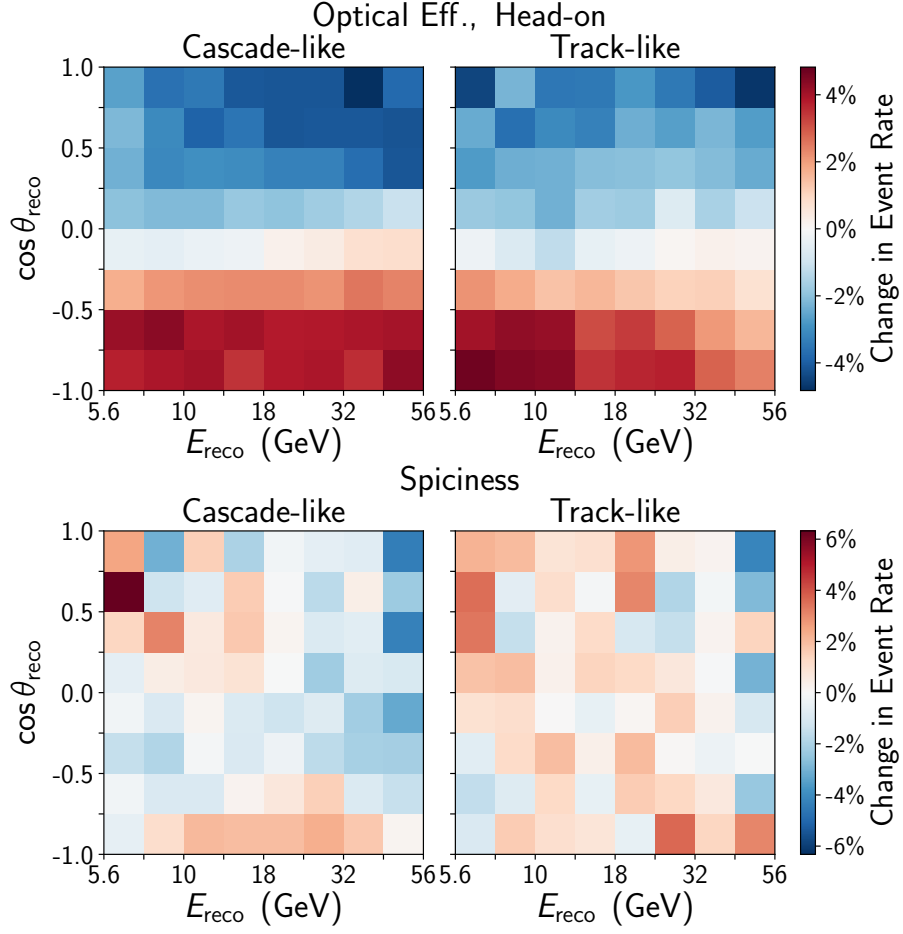 Optical Eff., Head-on
Cascade-like
Track-like
1.0
0.5
0.0
-0.5
-1.0
cos θreco
5.6 10 18 32 56
5.6 10 18 32 56
Ereco (GeV)
Ereco (GeV)
4%
2%
0%
-2%
-4%
Change in Event Rate
Spiciness
Cascade-like
Track-like
1.0
0.5
0.0
-0.5
-1.0
cos θreco
5.6 10 18 32 56
5.6 10 18 32 56
Ereco (GeV)
Ereco (GeV)
6%
4%
2%
0%
-2%
-4%
-6%
Change in Event Rate